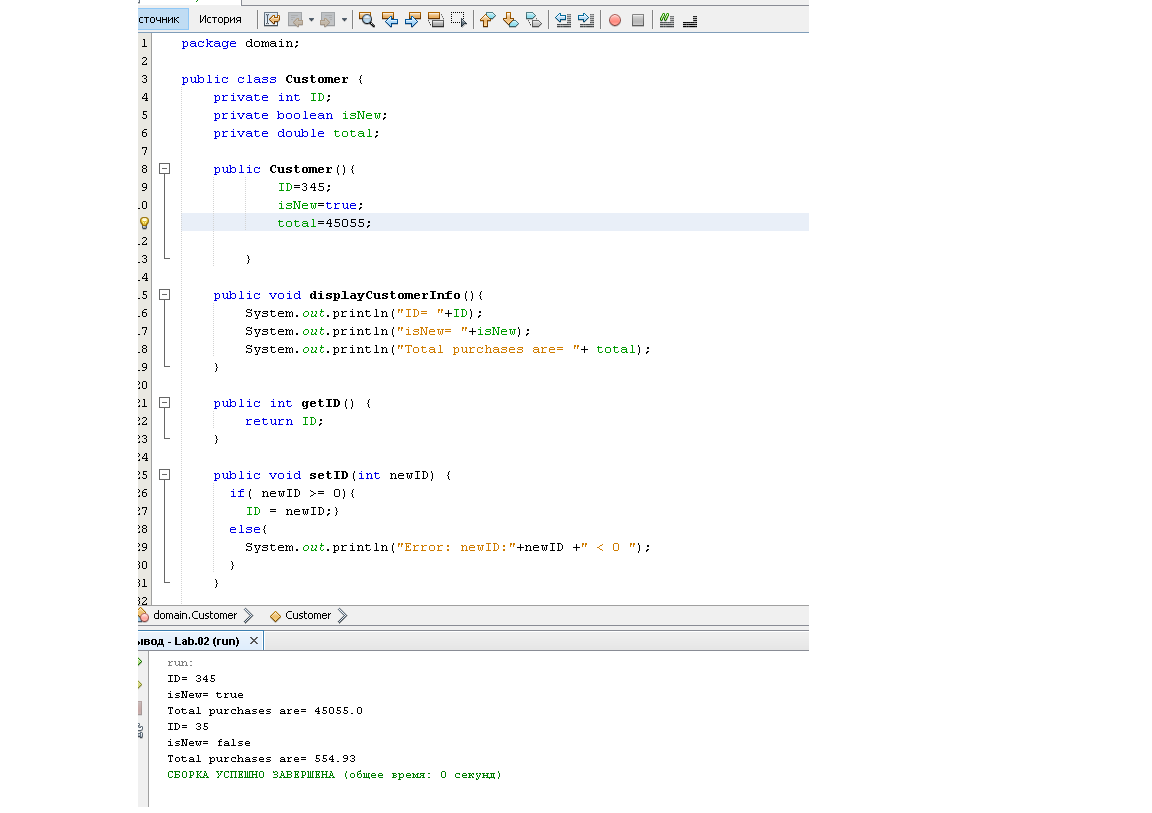 сточник История
1 package domain;
2
3 public class Customer {
4 private int ID;
5 private boolean isNew;
6 private double total;
7
8 public Customer(){
9 ID=345;
.0 isNew=true;
total=45055;
.2
.3 }
.4
.5 public void displayCustomerInfo(){
.6 System.out.println("ID= "+ID);
.7 System.out.println("isNew= "+isNew);
.8 System.out.println("Total purchases are= "+ total);
.9 }
20
21 public int getID() {
22 return ID;
23 }
24
25 public void setID(int newID) {
26 if( newID >= 0){
27 ID = newID;}
28 else{
29 System.out.println("Error: newID:"+newID +" < 0 ");
30 }
31 }
32
domain.Customer Customer
ывод - Lab.02 (run)
run:
ID= 345
isNew= true
Total purchases are= 45055.0
ID= 35
isNew= false
Total purchases are= 554.93
СБОРКА УСПЕШНО ЗАВЕРШЕНА (общее время: 0 секунд)